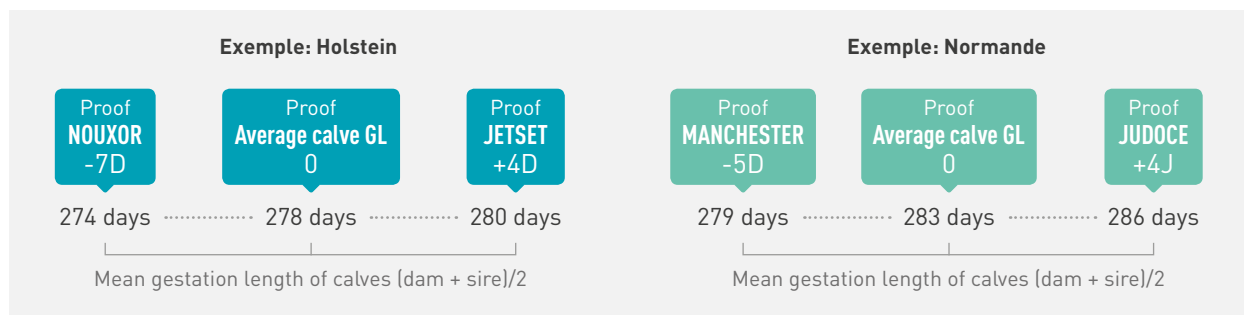 Exemple: Holstein
Proof
NOUXOR
-7D
Proof
Average calve GL
0
Proof
JETSET
+4D
274 days
278 days
280 days
Mean gestation length of calves (dam + sire)/2
Exemple: Normande
Proof
MANCHESTER
-5D
Proof
Average calve GL
0
Proof
JUDOCE
+4J
279 days
283 days
286 days
Mean gestation length of calves (dam + sire)/2